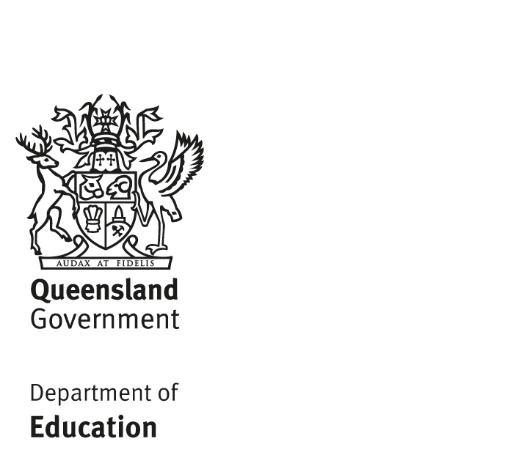 AUDAX AT FIDELIS
Queensland
Government
Department of
Education